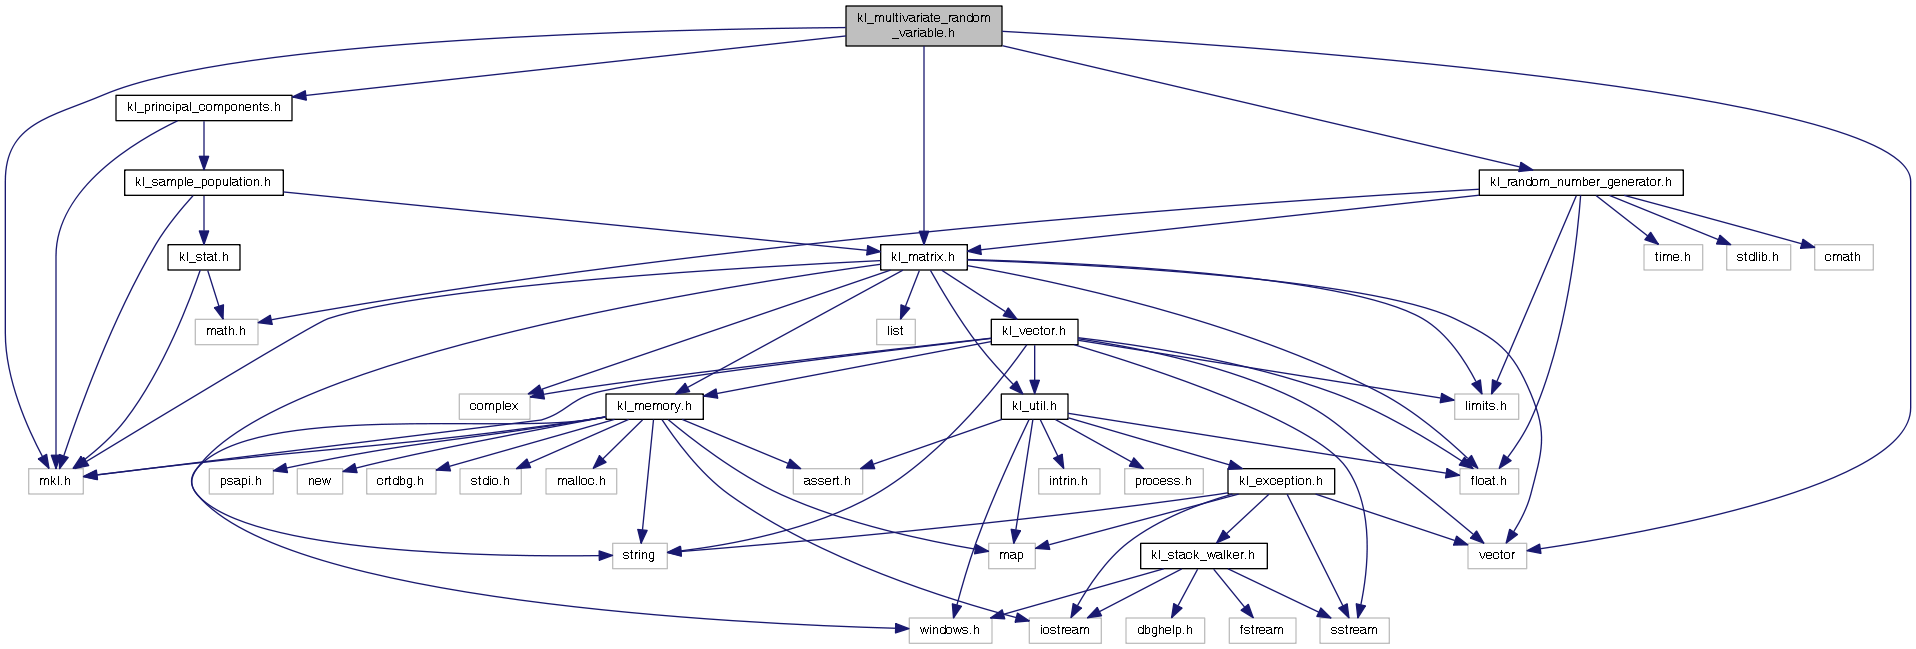 kl_multivariate_random
_variable.h
kl_principal_components.h
kl_sample_population.h
kl_random_number_generator.h
kl_stat.h
kl_matrix.h
time.h
stdlib.h
cmath
math.h
list
kl_vector.h
complex
kl_memory.h
kl_util.h
limits.h
mkl.h
psapi.h
new
crtdbg.h
stdio.h
malloc.h
assert.h
intrin.h
process.h
kl_exception.h
float.h
string
map
kl_stack_walker.h
vector
windows.h
iostream
dbghelp.h
fstream
sstream